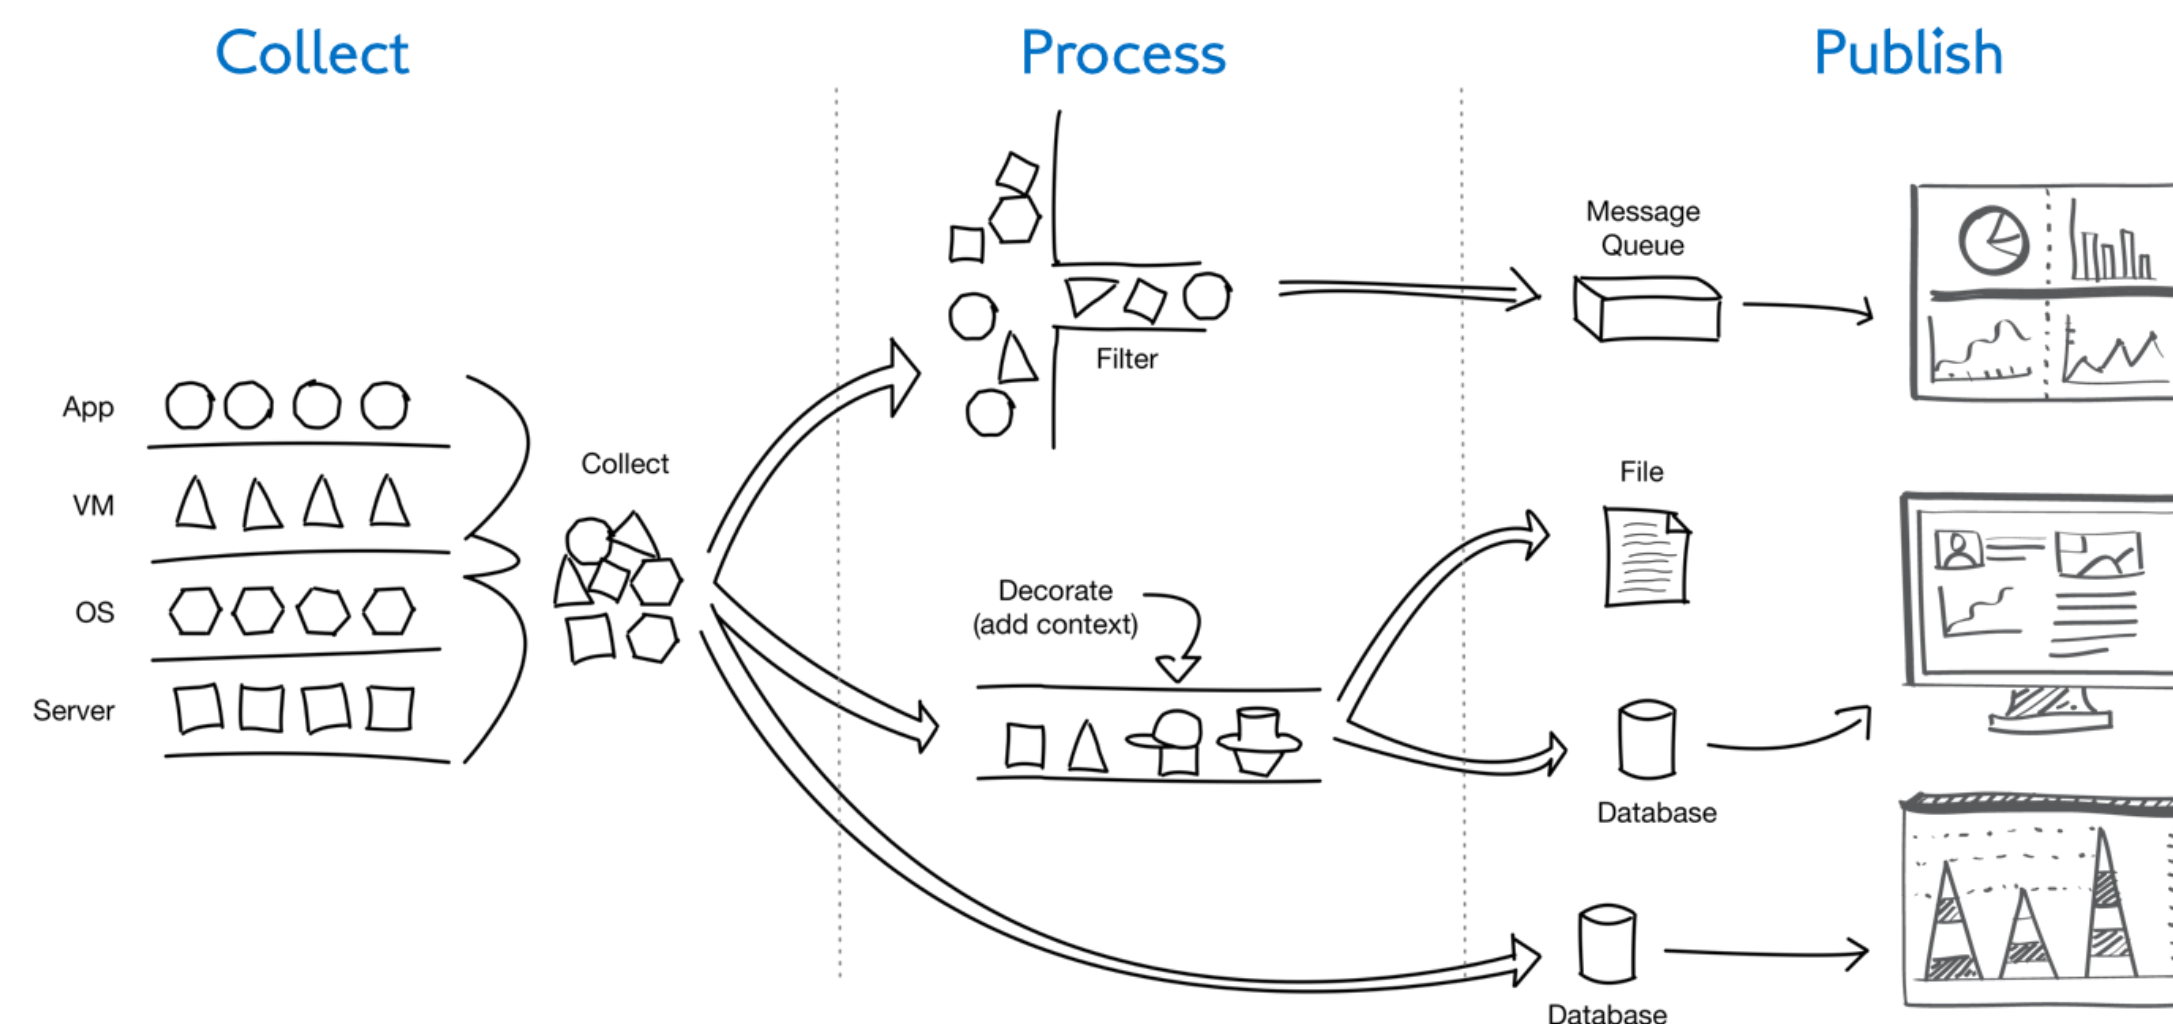 Collect
Process
Publish
Message
Queue
Filter
App
Collect
File
VM
Decorate
(add context)
OS
Server
Database
Database